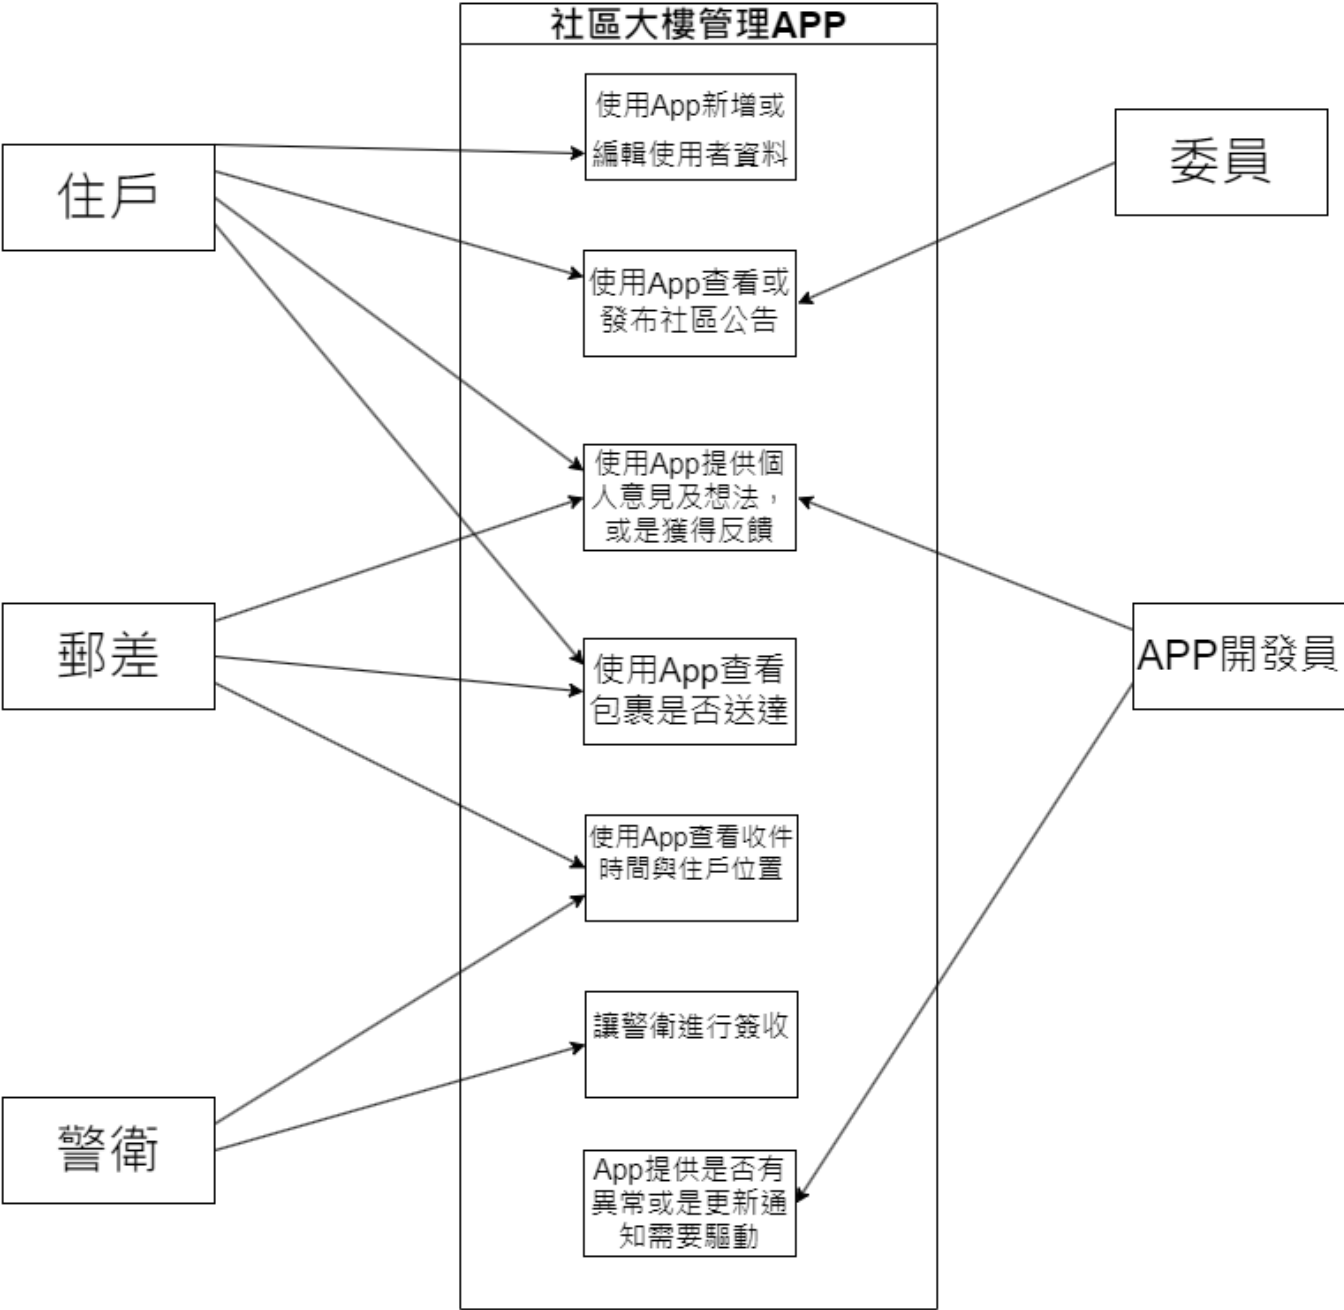 社區大樓管理APP
使用App新增或
編輯使用者資料
住戶
委員
使用App查看或
發布社區公告
使用App提供個
人意見及想法，
或是獲得反饋
郵差
APP開發員
使用App查看
包裹是否送達
使用App查看收件
時間與住戶位置
讓警衛進行簽收
警衛
App提供是否有
異常或是更新通
知需要驅動